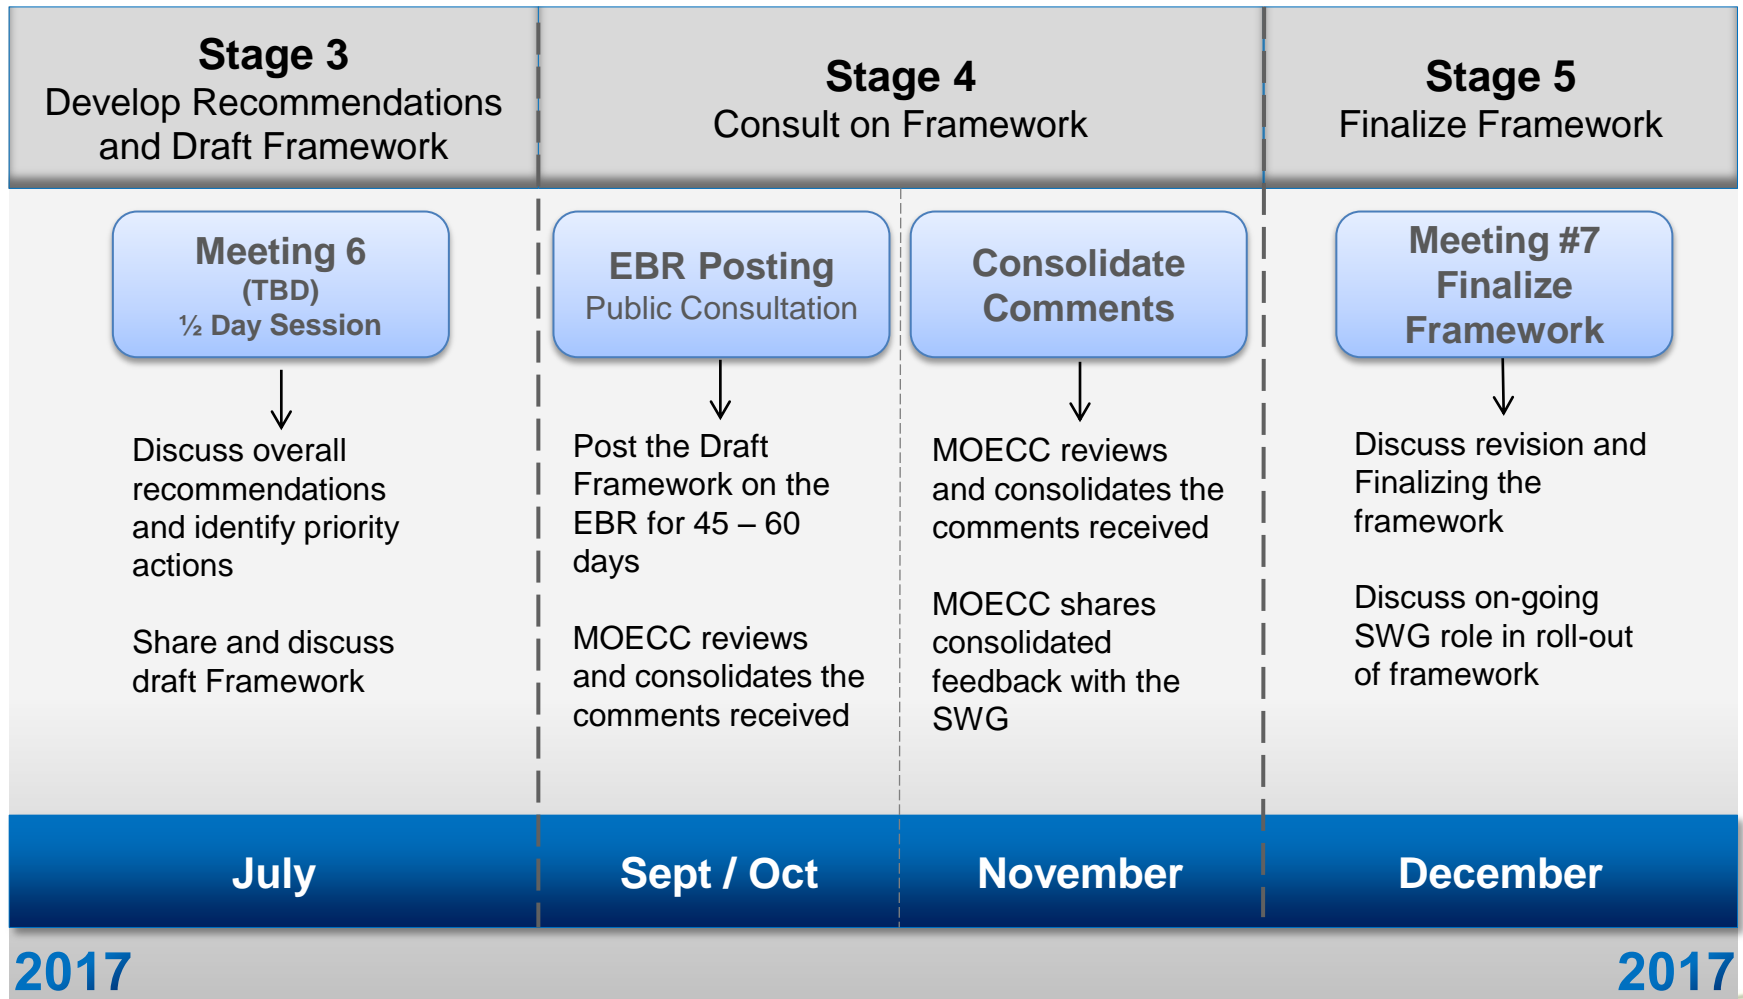 Stage 3
Develop Recommendations
and Draft Framework
Stage 4
Consult on Framework
Stage 5
Finalize Framework
Meeting 6
(TBD)
½ Day Session
Discuss overall
recommendations
and identify priority
actions
Share and discuss
draft Framework
EBR Posting
Public Consultation
Post the Draft
Framework on the
EBR for 45 – 60
days
MOECC reviews
and consolidates the
comments received
Consolidate
Comments
MOECC reviews
and consolidates the
comments received
MOECC shares
consolidated
feedback with the
SWG
Meeting #7
Finalize
Framework
Discuss revision and
Finalizing the
framework
Discuss on-going
SWG role in roll-out
of framework
July
Sept / Oct
November
December
2017
2017